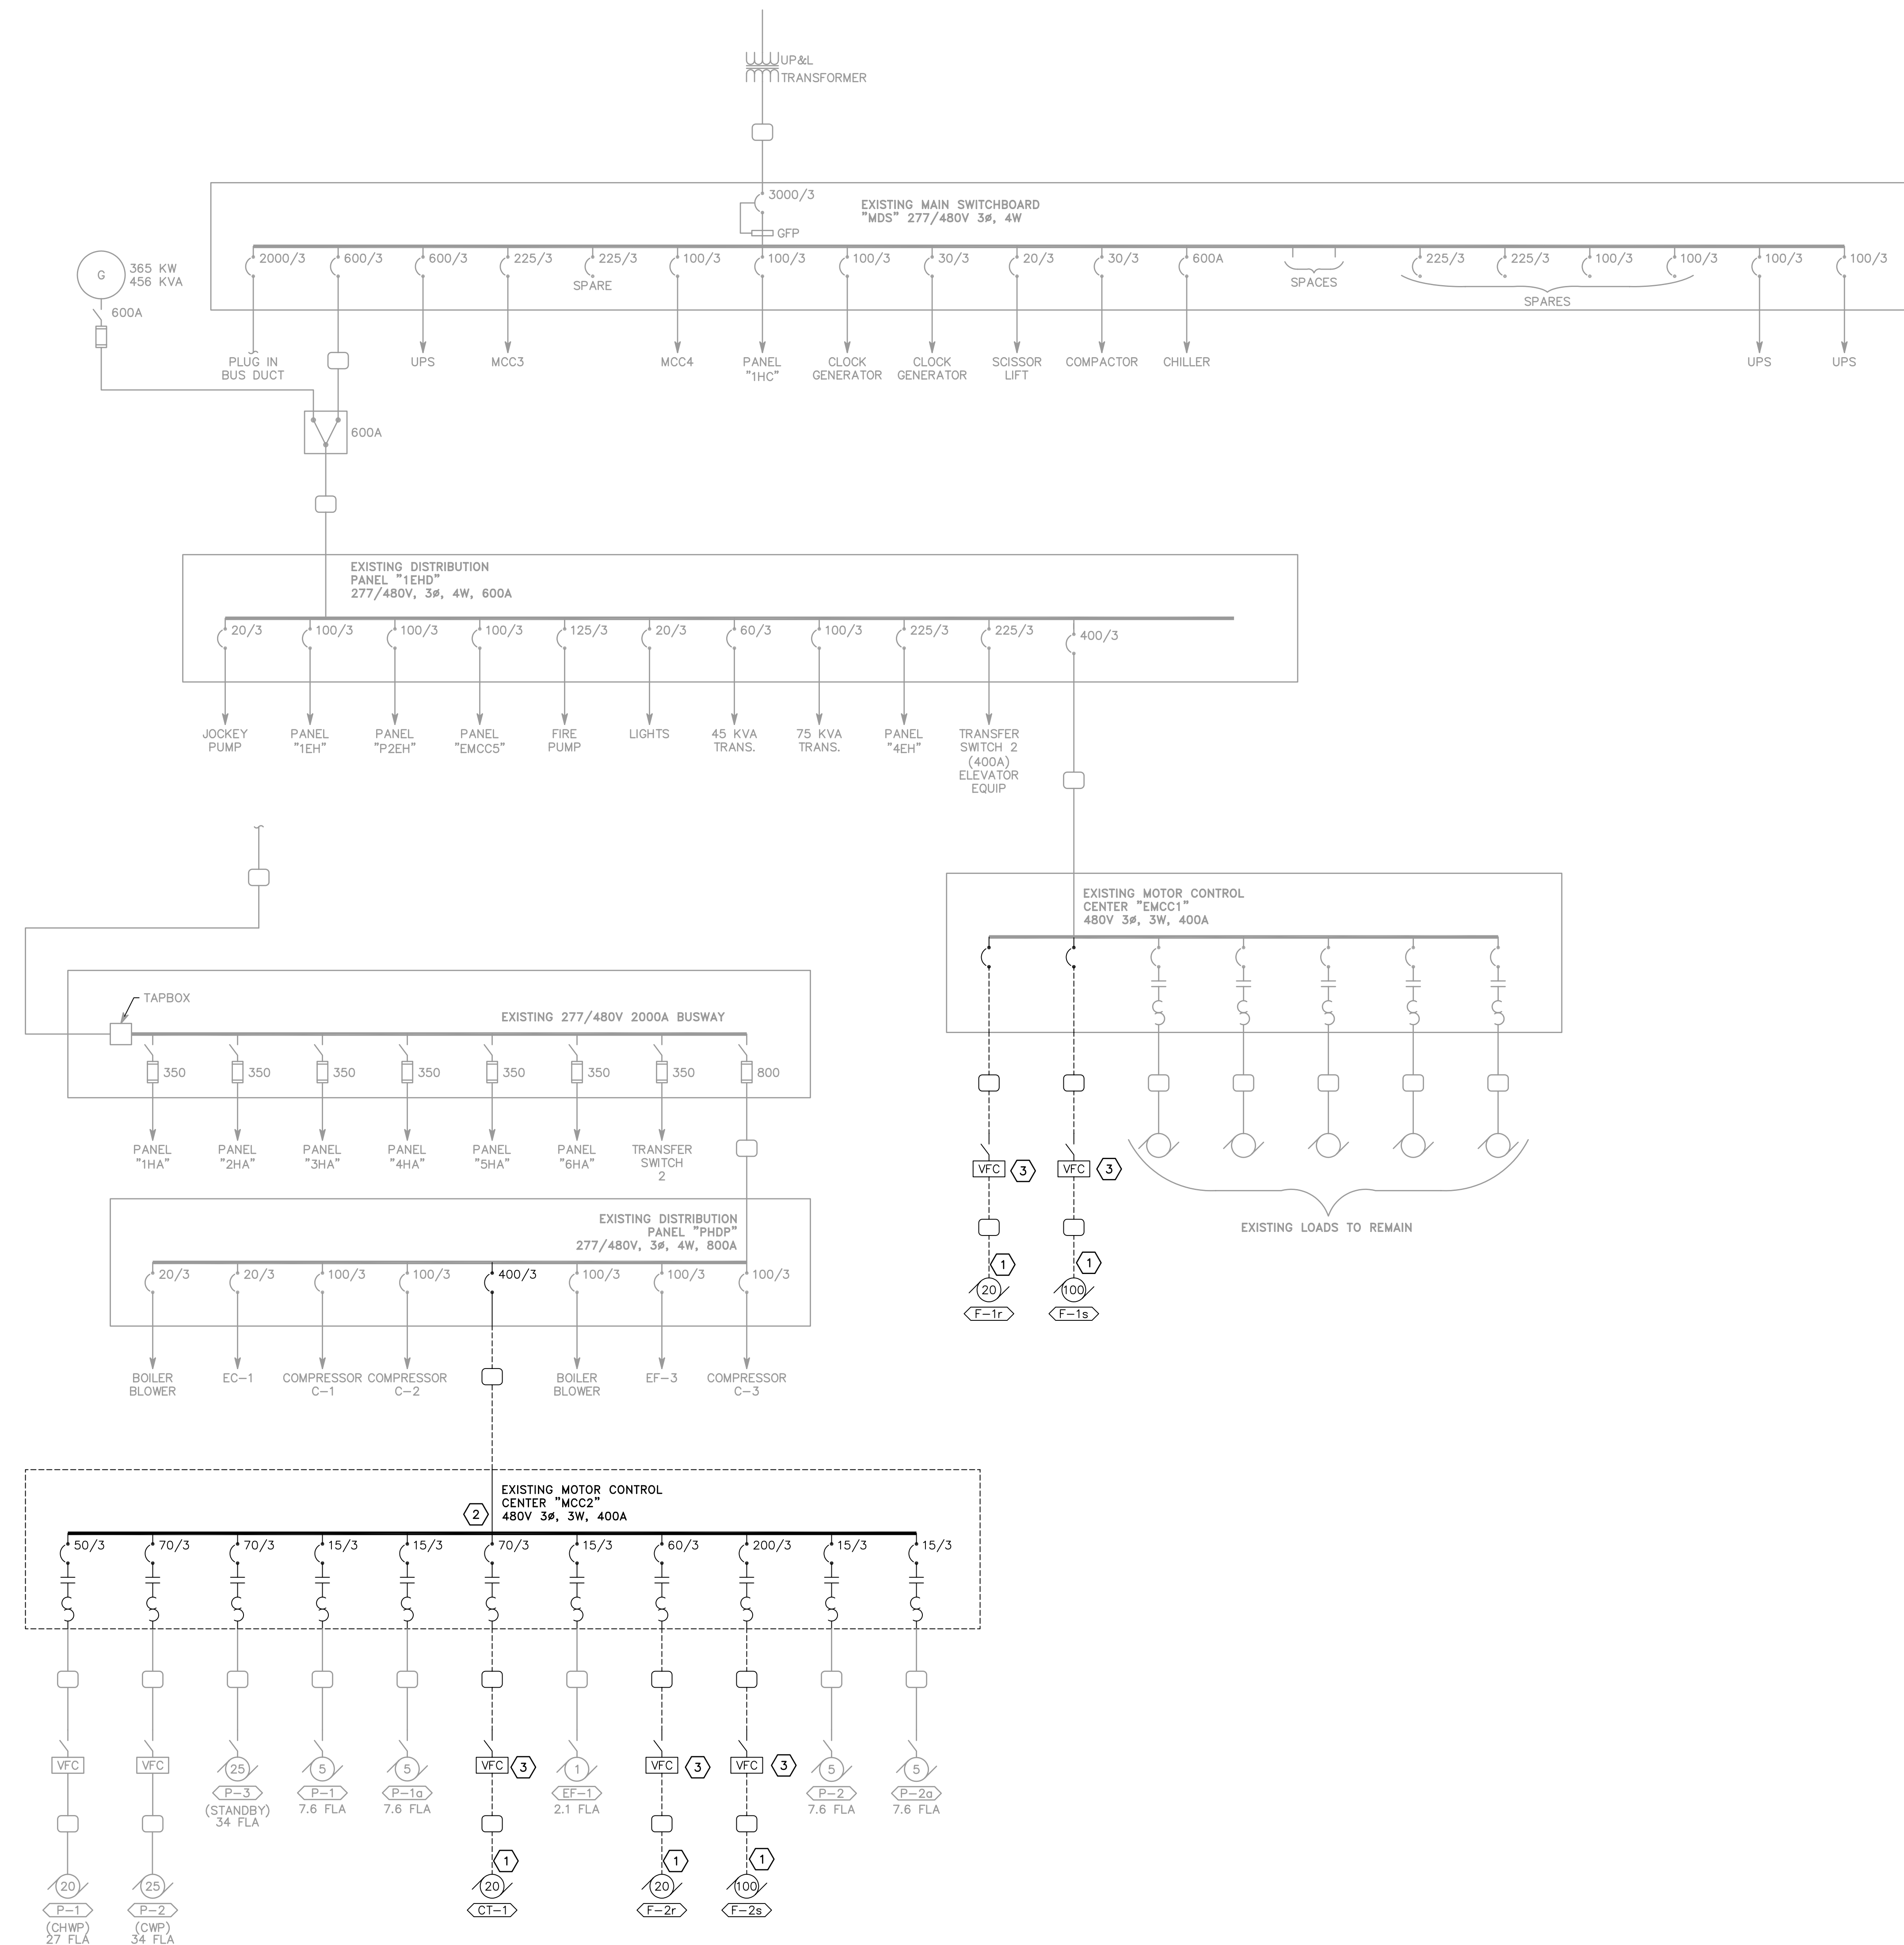 UP&L
TRANSFORMER
3000/3
EXISTING MAIN SWITCHBOARD
"MDS" 277/480V 3ø, 4W
GFP
G
365 KW
456 KVA
600A
2000/3
600/3
600/3
225/3
225/3
100/3
100/3
100/3
30/3
20/3
30/3
600A
225/3
225/3
100/3
100/3
100/3
100/3
SPARE
SPACES
SPARES
PLUG IN
BUS DUCT
UPS
MCC3
MCC4
PANEL
"1HC"
CLOCK
GENERATOR
CLOCK
GENERATOR
SCISSOR
LIFT
COMPACTOR
CHILLER
UPS
UPS
600A
EXISTING DISTRIBUTION
PANEL "1EHD"
277/480V, 3ø, 4W, 600A
20/3
100/3
100/3
100/3
125/3
20/3
60/3
100/3
225/3
225/3
400/3
JOCKEY
PUMP
PANEL
"1EH"
PANEL
"P2EH"
PANEL
"EMCC5"
FIRE
PUMP
LIGHTS
45 KVA
TRANS.
75 KVA
TRANS.
PANEL
"4EH"
TRANSFER
SWITCH 2
(400A)
ELEVATOR
EQUIP
EXISTING MOTOR CONTROL
CENTER "EMCC1"
480V 3ø, 3W, 400A
VFC
3
VFC
3
1
1
20
100
F-1r
F-1s
EXISTING LOADS TO REMAIN
TAPBOX
EXISTING 277/480V 2000A BUSWAY
350
350
350
350
350
350
350
800
PANEL
"1HA"
PANEL
"2HA"
PANEL
"3HA"
PANEL
"4HA"
PANEL
"5HA"
PANEL
"6HA"
TRANSFER
SWITCH
2
EXISTING DISTRIBUTION
PANEL "PHDP"
277/480V, 3ø, 4W, 800A
20/3
20/3
100/3
100/3
400/3
100/3
100/3
100/3
BOILER
BLOWER
EC-1
COMPRESSOR
C-1
COMPRESSOR
C-2
BOILER
BLOWER
EF-3
COMPRESSOR
C-3
EXISTING MOTOR CONTROL
CENTER "MCC2"
480V 3ø, 3W, 400A
2
50/3
70/3
70/3
15/3
15/3
70/3
15/3
60/3
200/3
15/3
15/3
VFC
VFC
25
P-3
(STANDBY)
34 FLA
5
P-1
7.6 FLA
5
P-1a
7.6 FLA
VFC
3
1
EF-1
2.1 FLA
VFC
3
VFC
3
5
P-2
7.6 FLA
5
P-2a
7.6 FLA
1
1
1
20
P-1
(CHWP)
27 FLA
25
P-2
(CWP)
34 FLA
20
CT-1
20
F-2r
100
F-2s